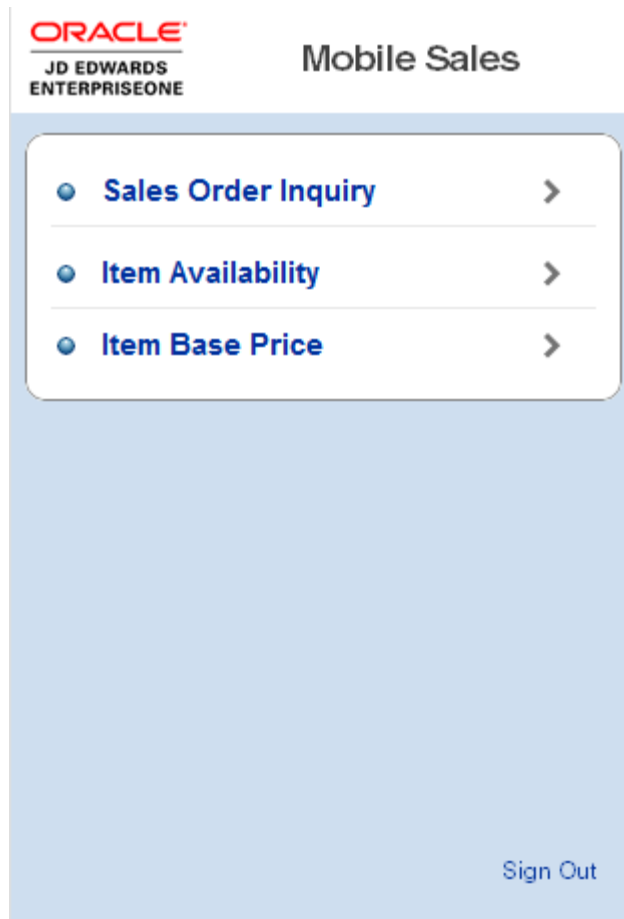 ORACLE
JD EDWARDS
ENTERPRISEONE
Mobile Sales
Sales Order Inquiry
Item Availability
Item Base Price
Sign Out